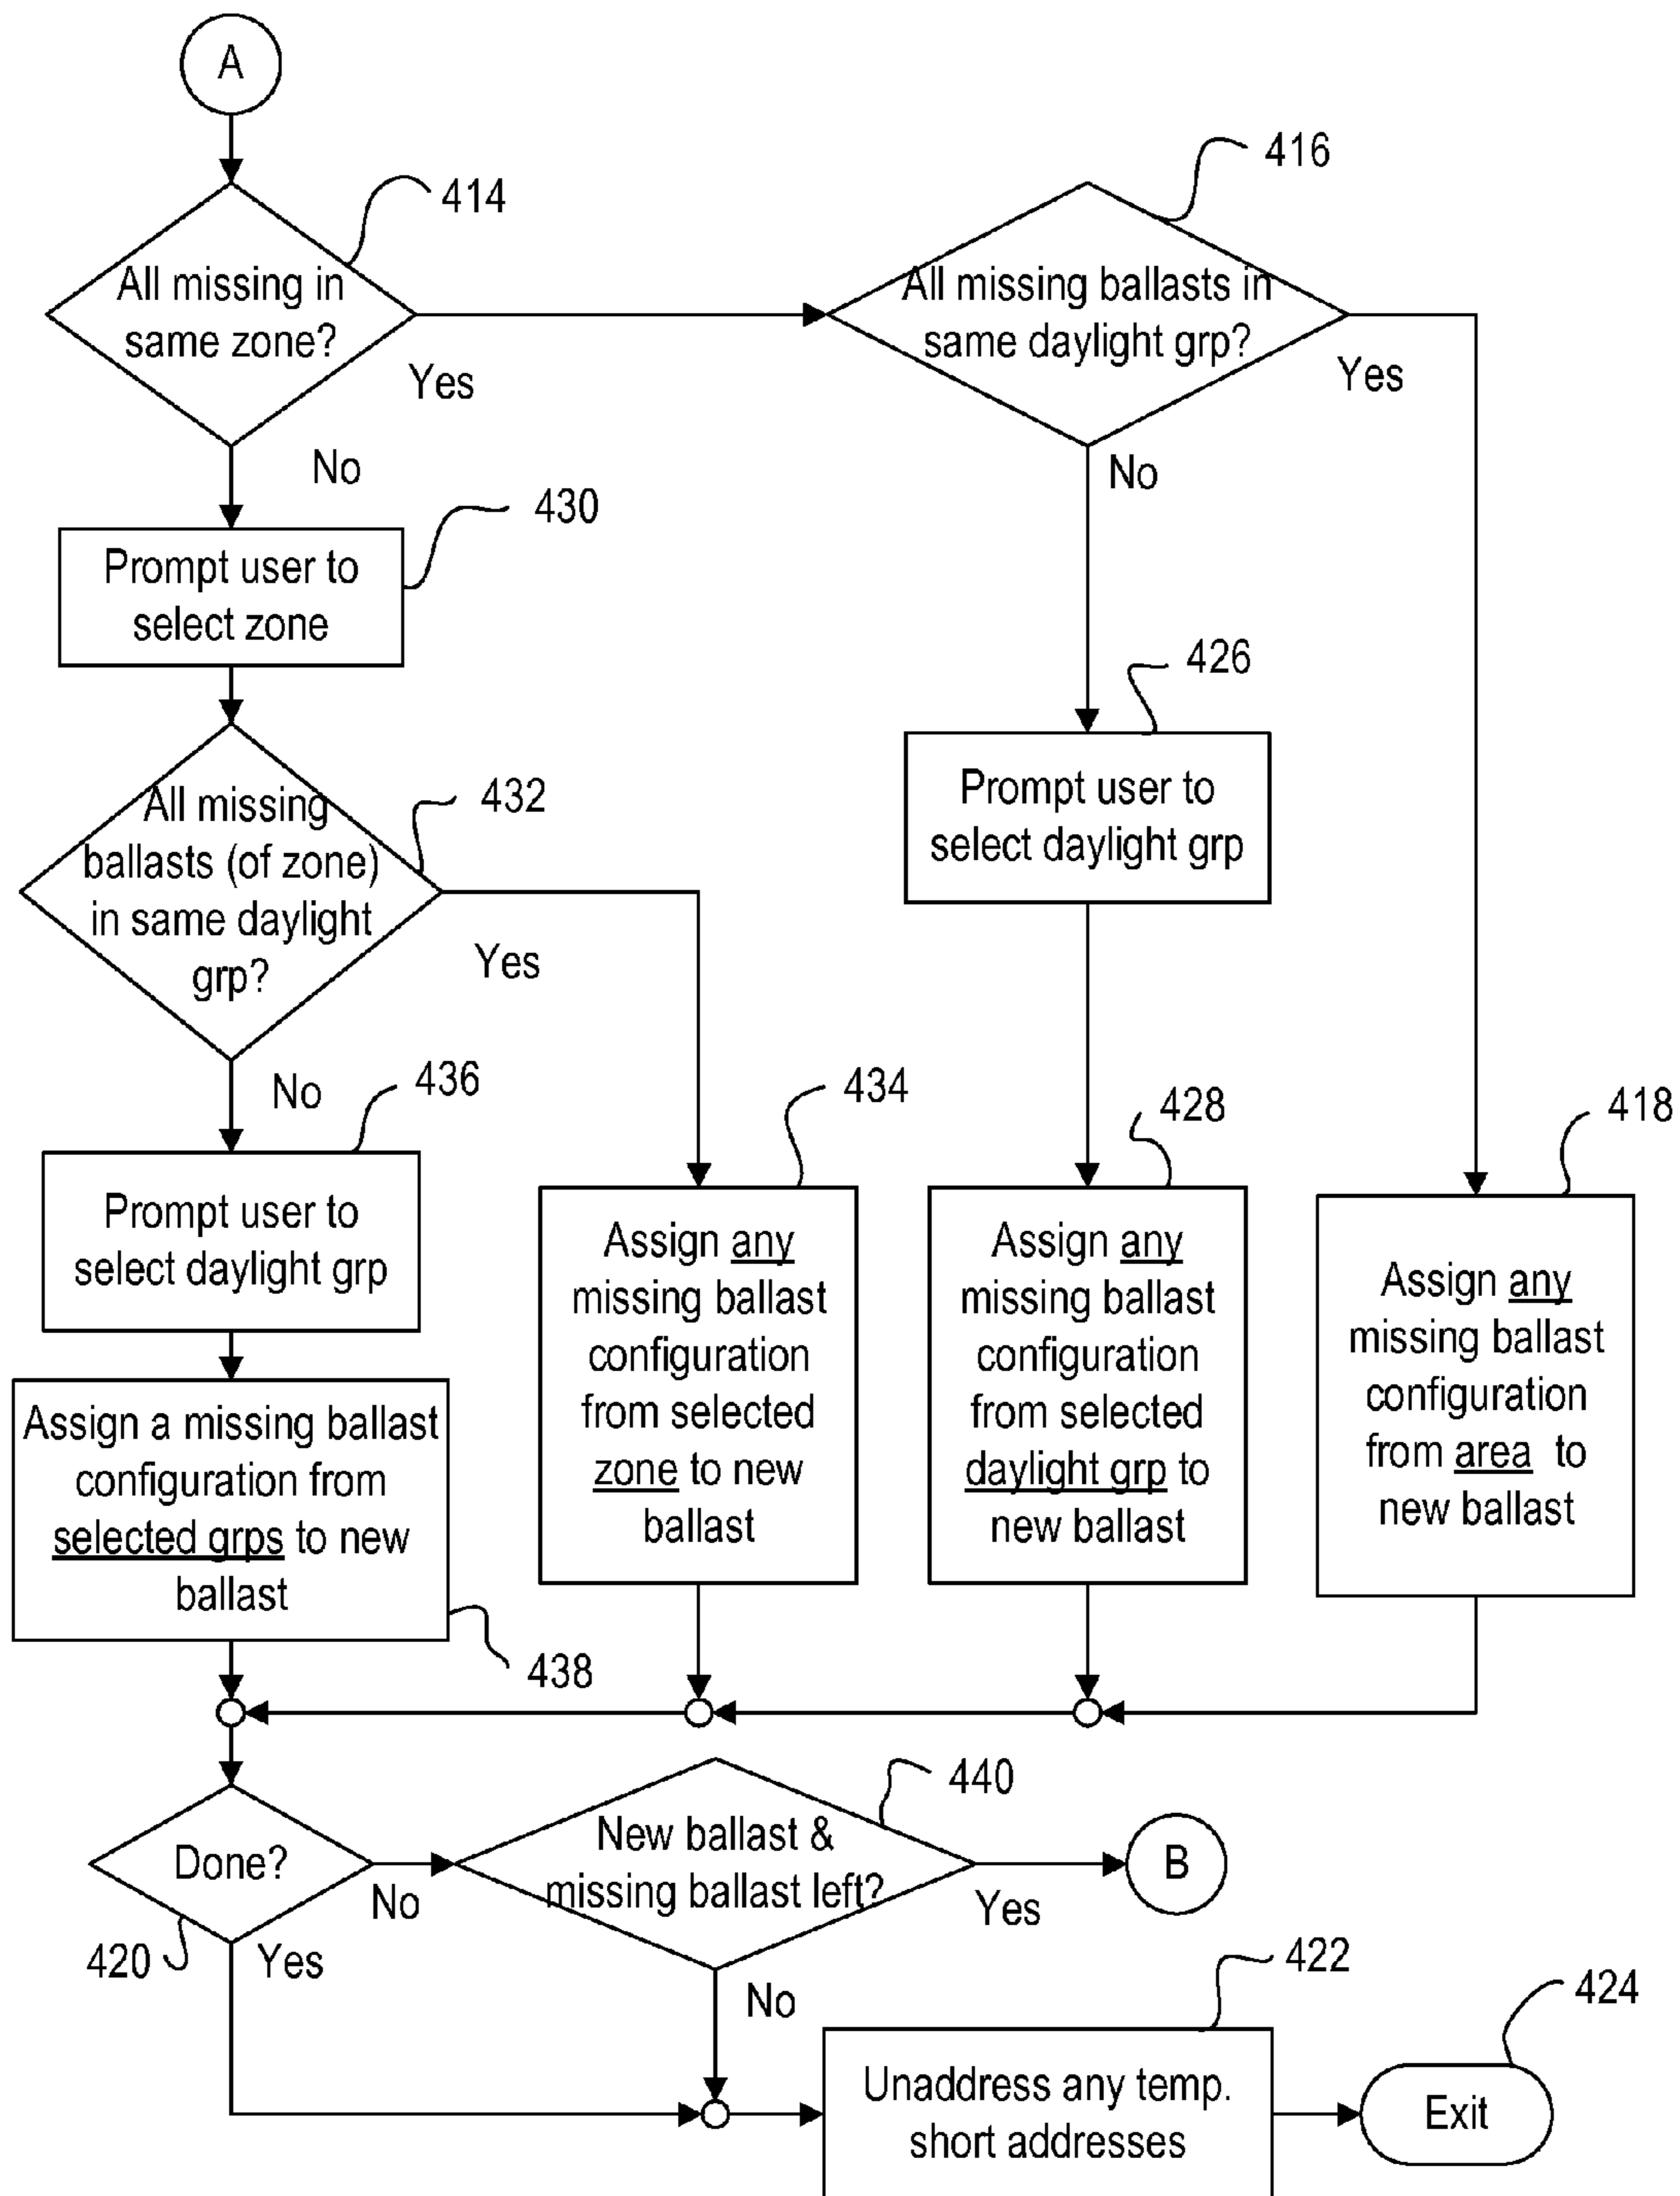 A
414
All missing in
same zone?
Yes
No
416
All missing ballasts in
same daylight grp?
Yes
No
430
Prompt user to
select zone
426
Prompt user to
select daylight grp
432
All missing
ballasts (of zone)
in same daylight
grp?
Yes
No
436
Prompt user to
select daylight grp
434
Assign any
missing ballast
configuration
from selected
zone to new
ballast
428
Assign any
missing ballast
configuration
from selected
daylight grp to
new ballast
418
Assign any
missing ballast
configuration
from area to
new ballast
Assign a missing ballast
configuration from
selected grps to new
ballast
438
Done?
420
No
Yes
440
New ballast &
missing ballast left?
Yes
No
B
422
Unaddress any temp.
short addresses
424
Exit